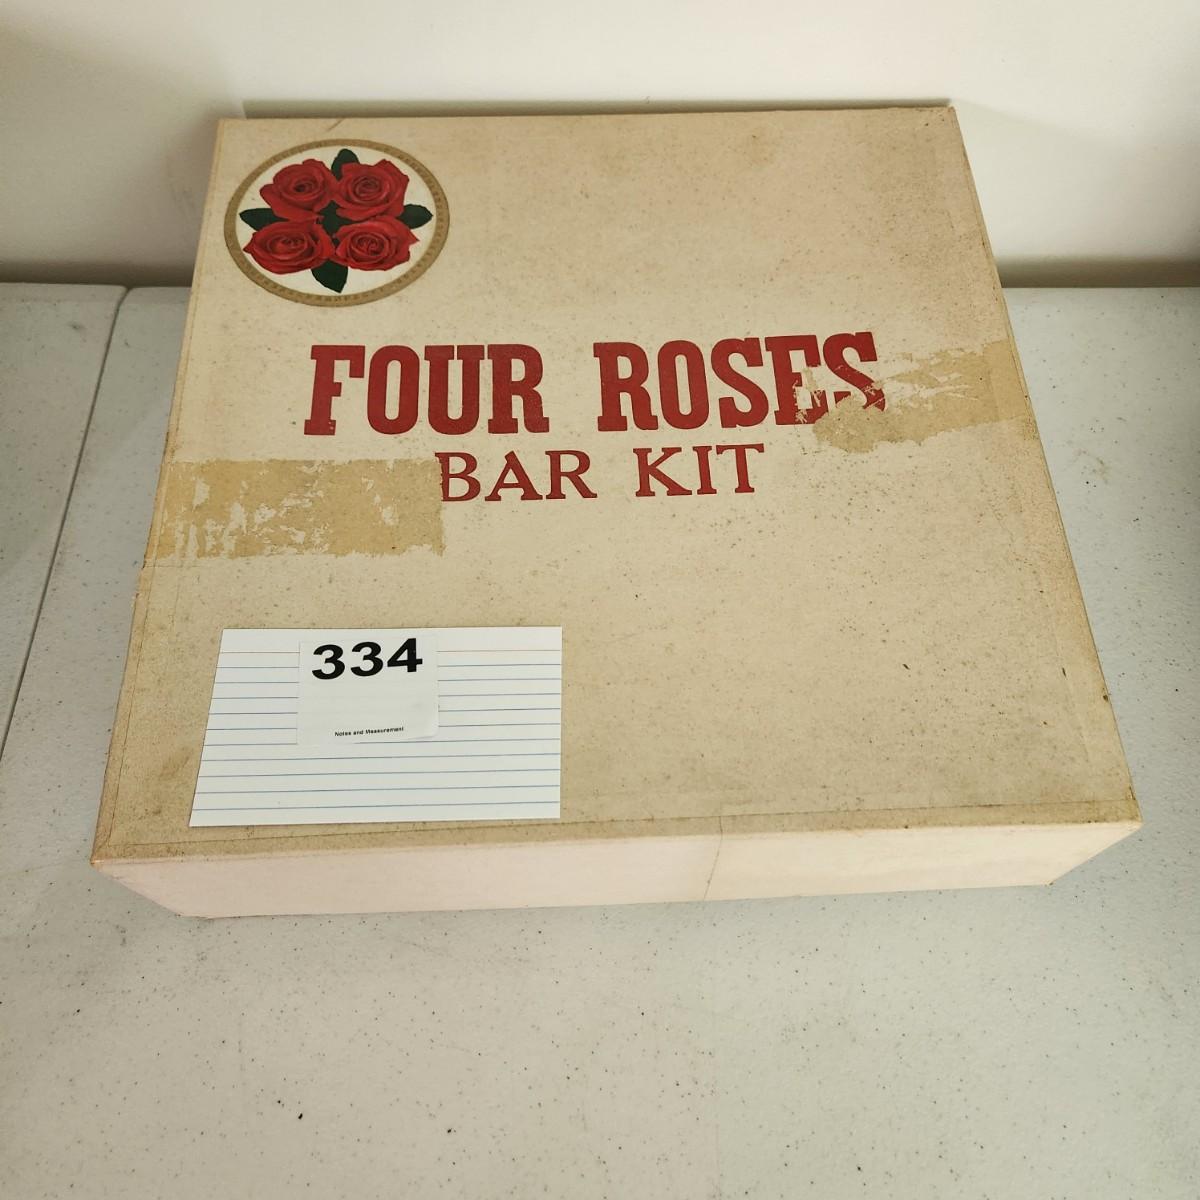 FOUR ROSES
BAR KIT
334
Notes and Measurement